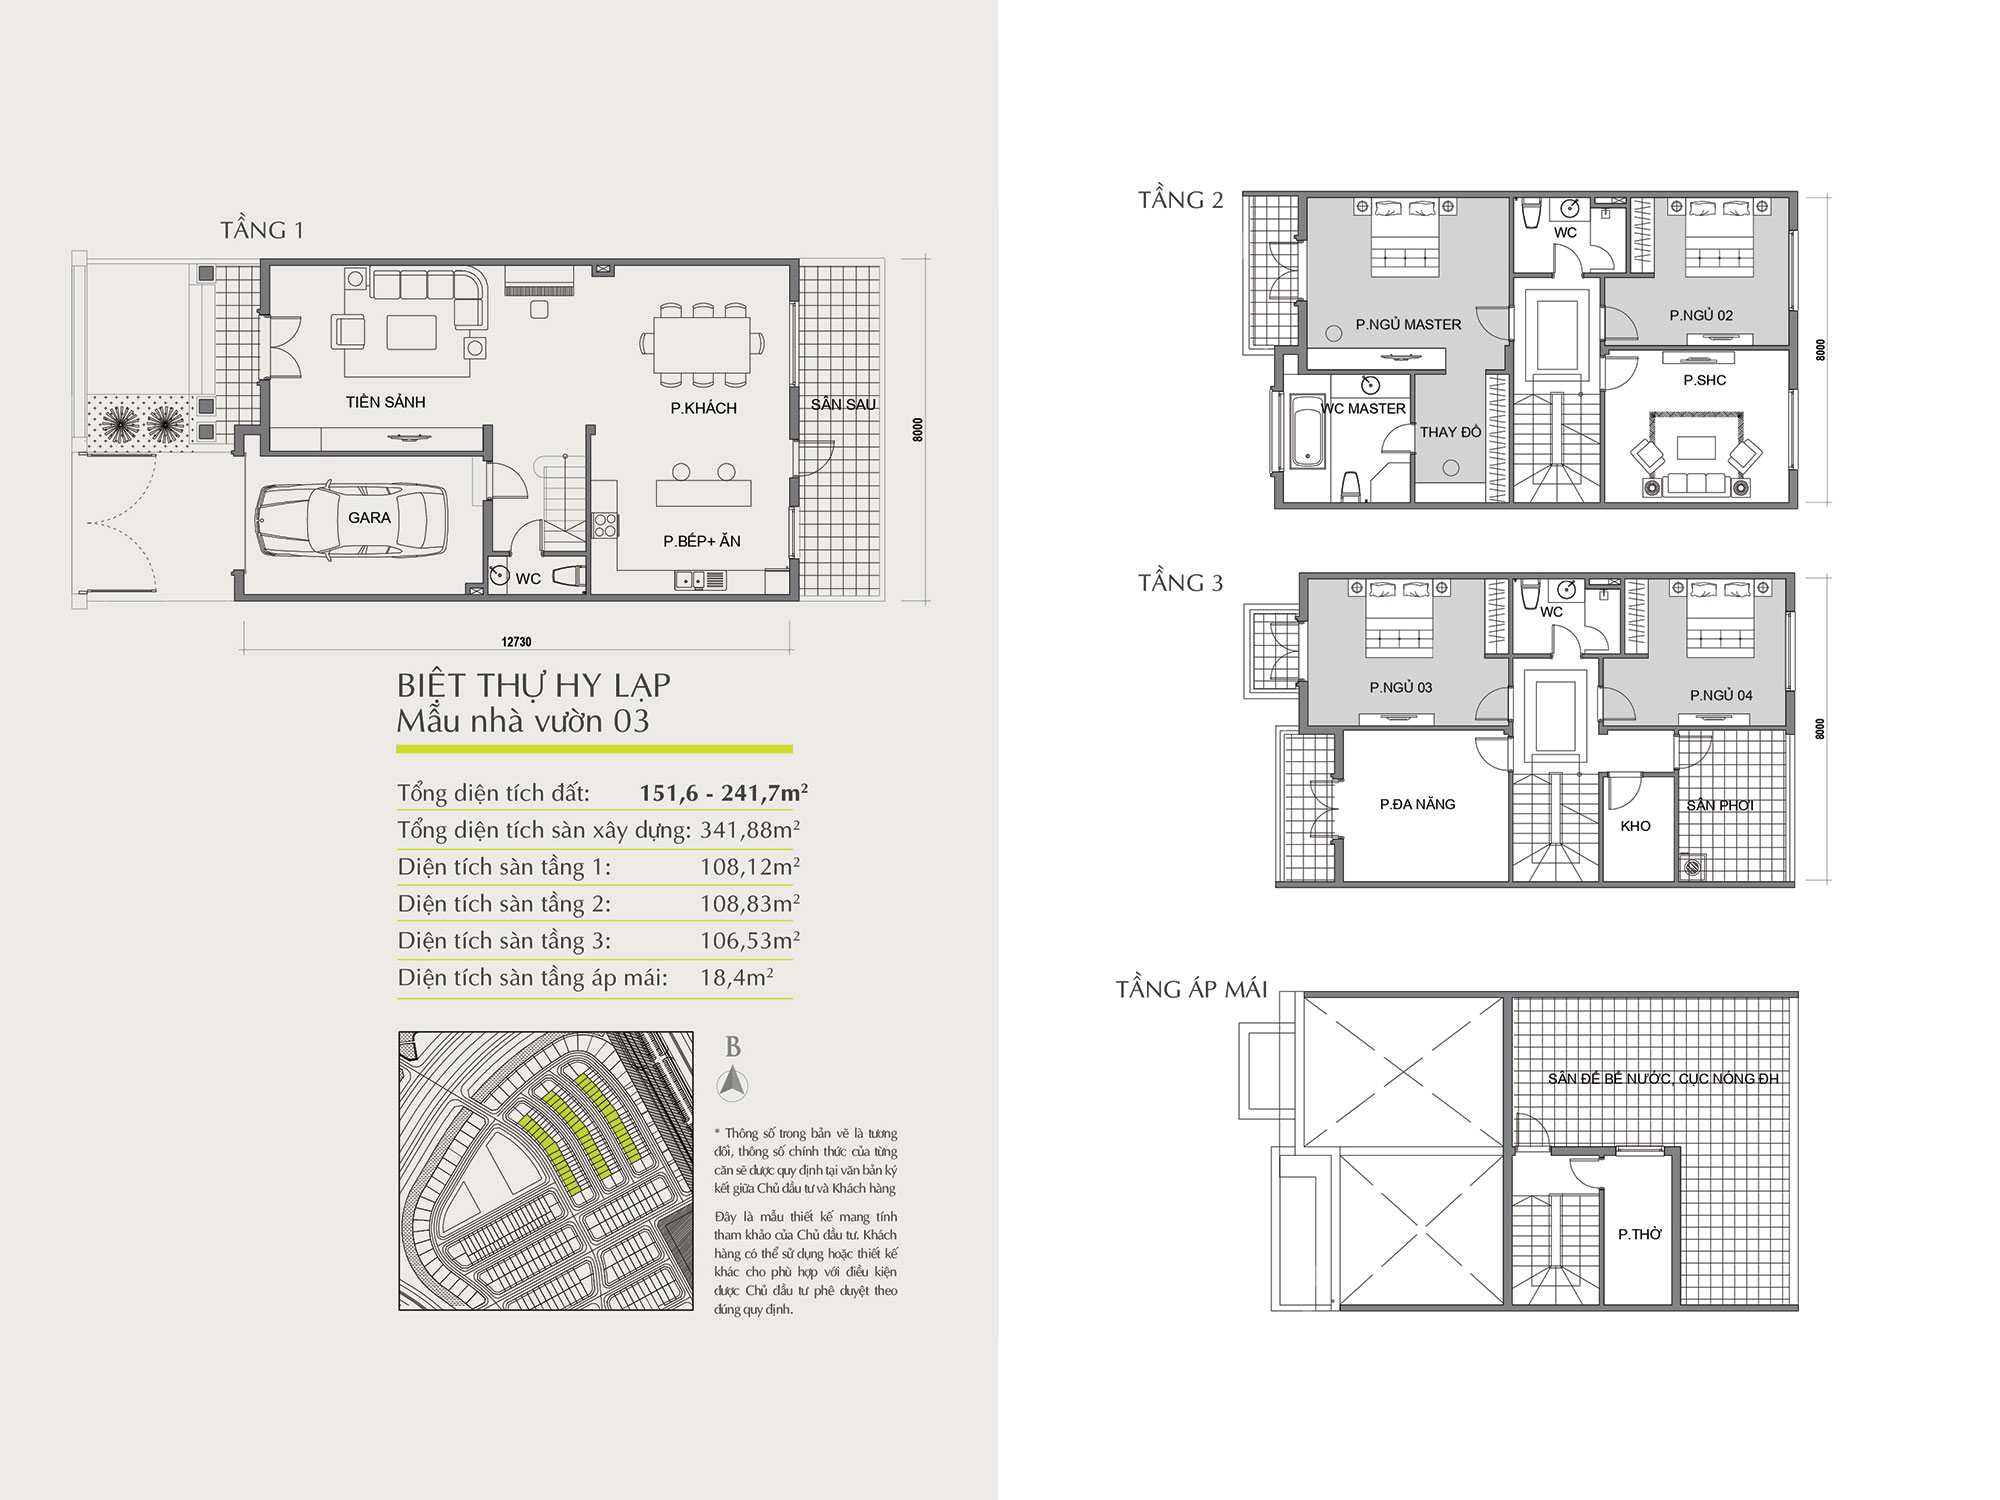 TẦNG 1
TIỀN SẢNH
P.KHÁCH
SÂN SAU
8000
GARA
P.BẾP+ ĂN
WC
12730
BIỆT THỰ HY LẠP
Mẫu nhà vườn 03
Tổng diện tích đất: 151,6 - 241,7m²
Tổng diện tích sàn xây dựng: 341,88m²
Diện tích sàn tầng 1: 108,12m²
Diện tích sàn tầng 2: 108,83m²
Diện tích sàn tầng 3: 106,53m²
Diện tích sàn tầng áp mái: 18,4m²
B
* Thông số trong bản vẽ là tương
đối, thông số chính thức của từng
căn sẽ được quy định tại văn bản ký
kết giữa Chủ đầu tư và Khách hàng
Đây là mẫu thiết kế mang tính
tham khảo của Chủ đầu tư. Khách
hàng có thể sử dụng hoặc thiết kế
khác cho phù hợp với điều kiện
được Chủ đầu tư phê duyệt theo
đúng quy định.
TẦNG 2
WC
P.NGỦ MASTER
P.NGỦ 02
8000
P.SHC
WC MASTER
THAY ĐỒ
TẦNG 3
WC
P.NGỦ 03
P.NGỦ 04
8000
P.ĐA NĂNG
SÂN PHƠI
KHO
TẦNG ÁP MÁI
SÂN ĐỂ BỂ NƯỚC, CỤC NÓNG ĐH
P.THỜ